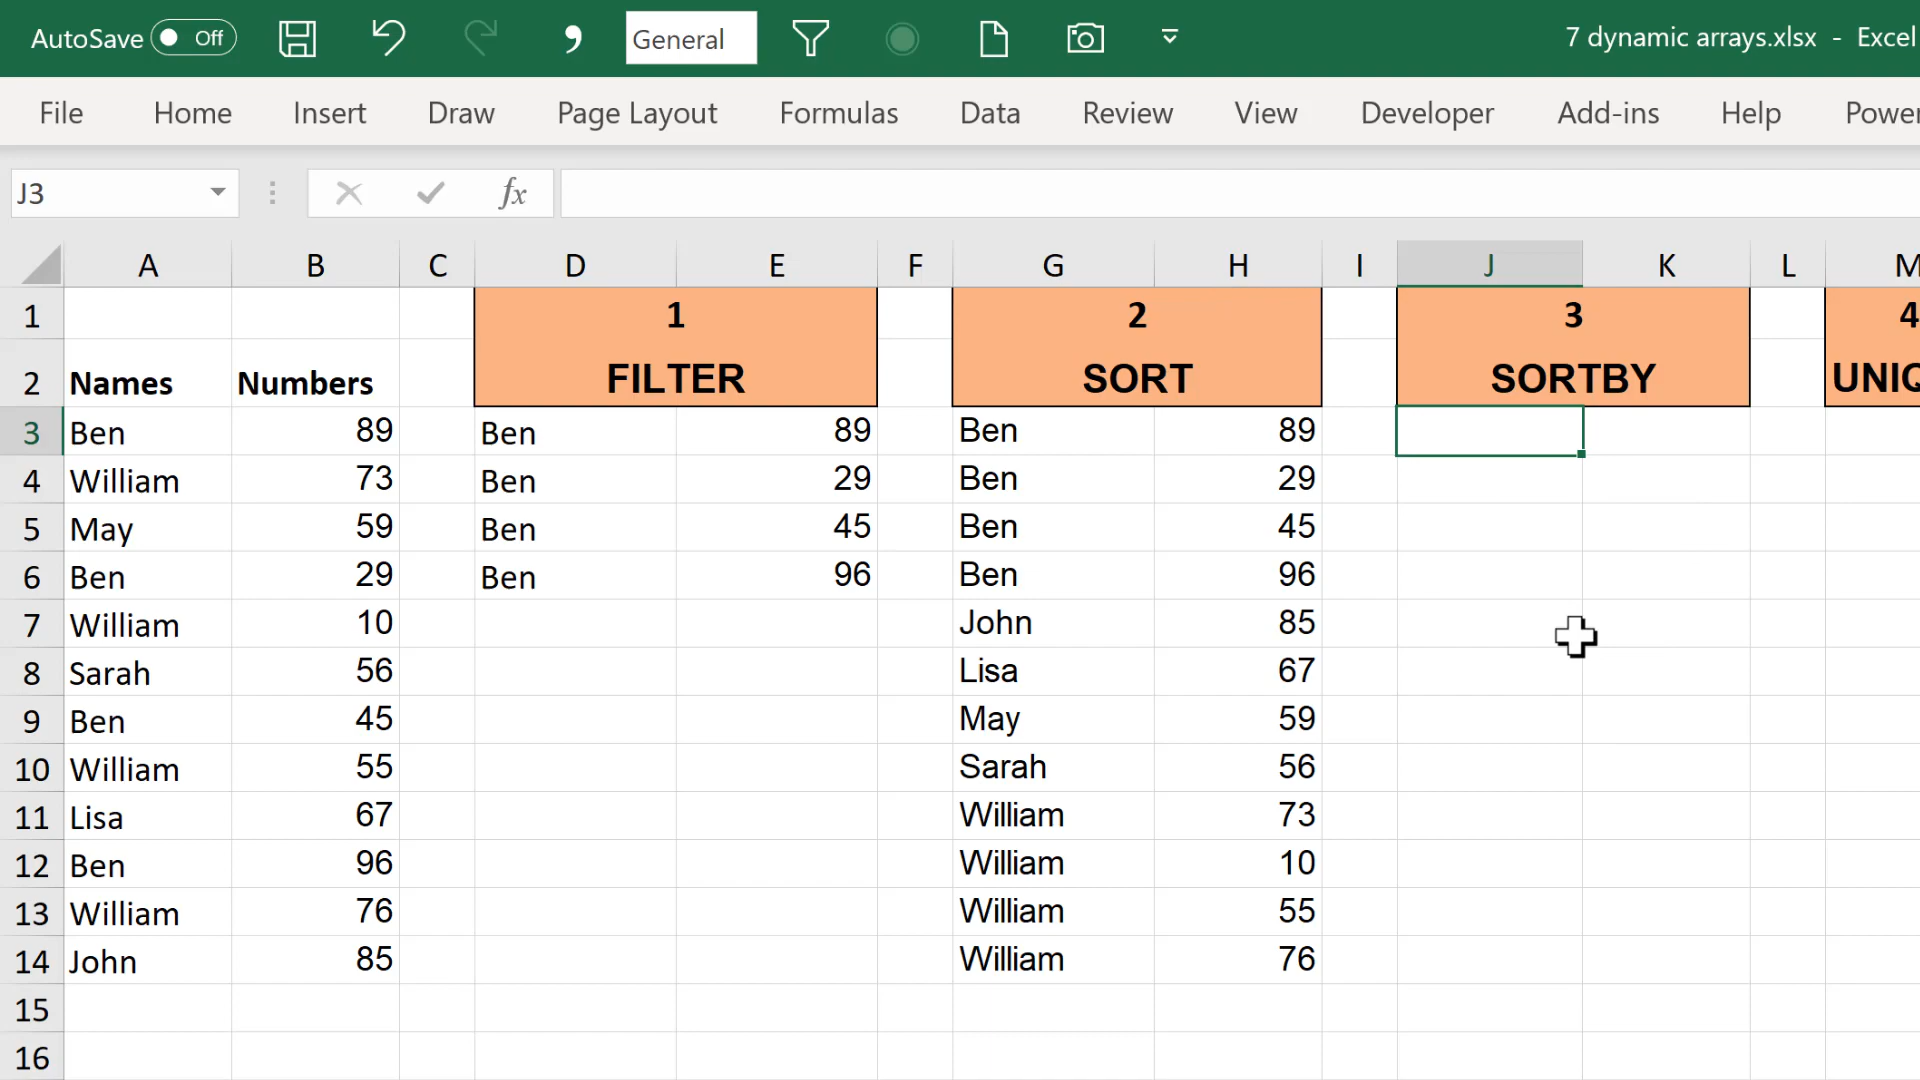 AutoSave Off General 7 dynamic arrays.xlsx - Excel
File Home Insert Draw Page Layout Formulas Data Review View Developer Add-ins Help Power
J3 fx
A B C D E F G H I J K L M
1 1 2 3 4
2 Names Numbers FILTER SORT SORTBY UNIQ
3 Ben 89 Ben 89 Ben 89
4 William 73 Ben 29 Ben 29
5 May 59 Ben 45 Ben 45
6 Ben 29 Ben 96 Ben 96
7 William 10 John 85
8 Sarah 56 Lisa 67
9 Ben 45 May 59
10 William 55 Sarah 56
11 Lisa 67 William 73
12 Ben 96 William 10
13 William 76 William 55
14 John 85 William 76
15
16